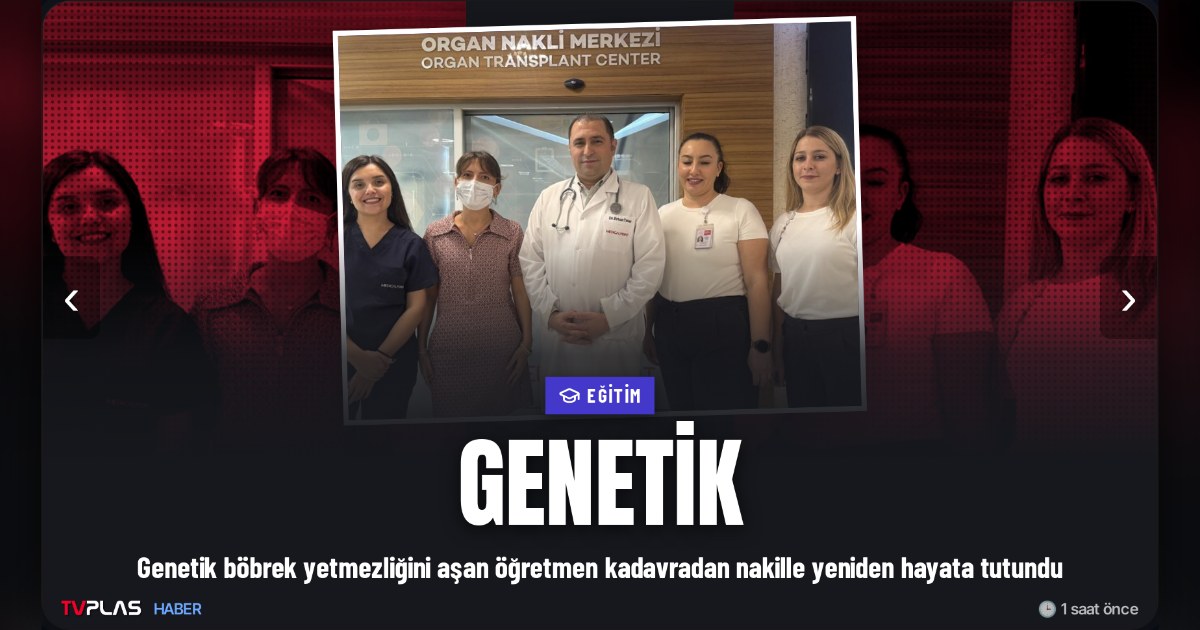 ORGAN NAKLİ MERKEZİ
ORGAN TRANSPLANT CENTER
EĞİTİM
GENETİK
Genetik böbrek yetmezliğini aşan öğretmen kadavradan nakille yeniden hayata tutundu
TVPLAS HABER
1 saat önce